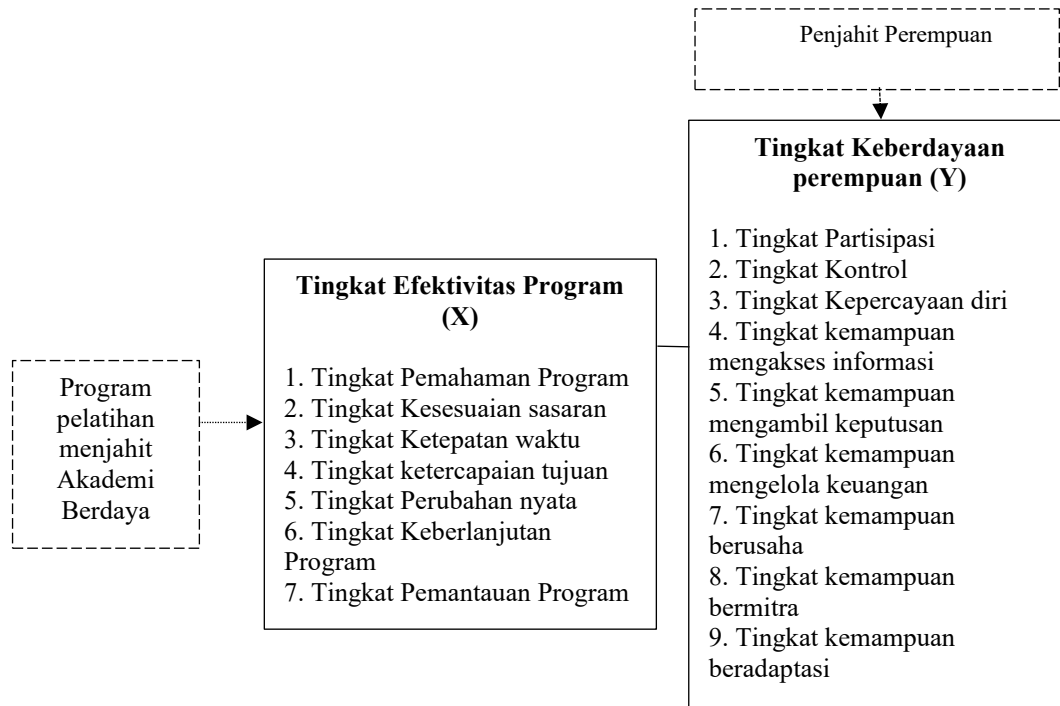 Penjahit Perempuan
Tingkat Keberdayaan
perempuan (Y)
1. Tingkat Partisipasi
2. Tingkat Kontrol
3. Tingkat Kepercayaan diri
4. Tingkat kemampuan
mengakses informasi
5. Tingkat kemampuan
mengambil keputusan
6. Tingkat kemampuan
mengelola keuangan
7. Tingkat kemampuan
berusaha
8. Tingkat kemampuan
bermitra
9. Tingkat kemampuan
beradaptasi
Tingkat Efektivitas Program
(X)
1. Tingkat Pemahaman Program
2. Tingkat Kesesuaian sasaran
3. Tingkat Ketepatan waktu
4. Tingkat ketercapaian tujuan
5. Tingkat Perubahan nyata
6. Tingkat Keberlanjutan
Program
7. Tingkat Pemantauan Program
Program
pelatihan
menjahit
Akademi
Berdaya